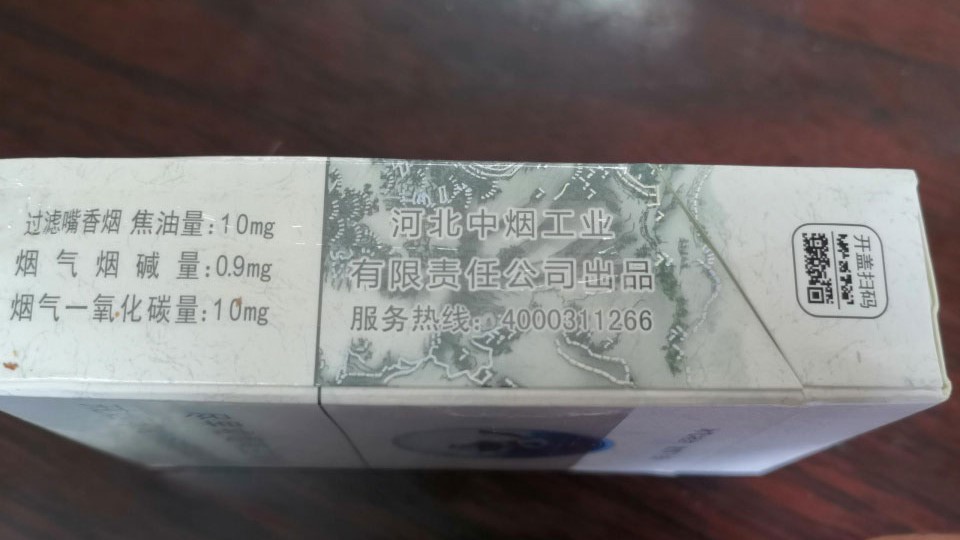 过滤嘴香烟 焦油量:10mg
烟气烟碱量:0.9mg
烟气一氧化碳量:10mg
河北中烟工业
有限责任公司出品
服务热线: 4000311266
开盖扫码